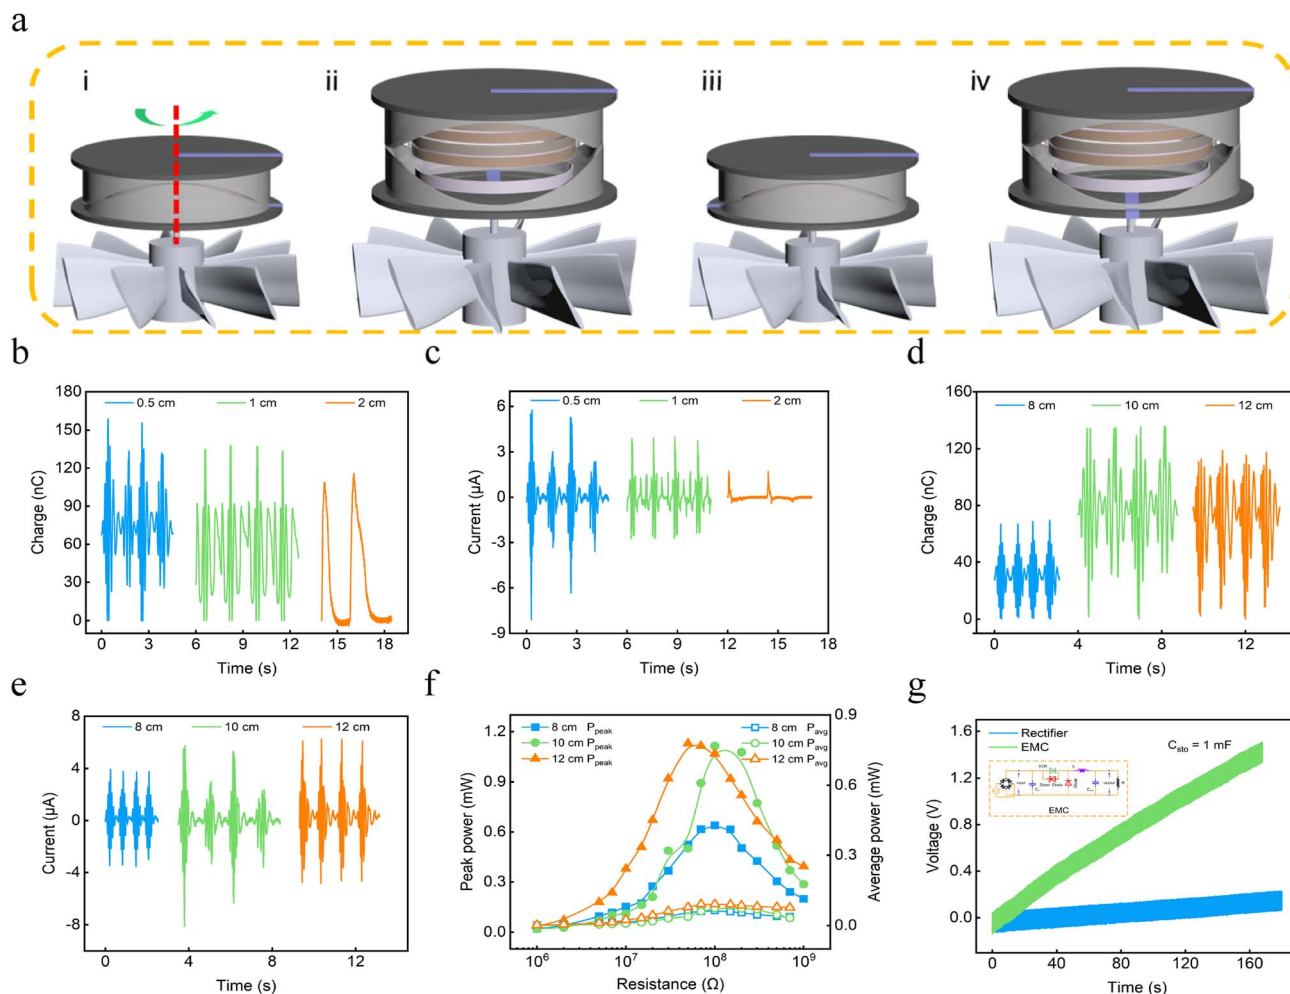 a
i
ii
iii
iv
b
180
150
120
90
60
30
0
Charge (nC)
0.5 cm
1 cm
2 cm
0
3
6
9
12
15
18
Time (s)
c
6
3
0
-3
-6
-9
Current (μA)
0.5 cm
1 cm
2 cm
0
3
6
9
12
15
18
Time (s)
d
160
120
80
40
0
Charge (nC)
8 cm
10 cm
12 cm
0
4
8
12
Time (s)
e
8
4
0
-4
-8
Current (μA)
8 cm
10 cm
12 cm
0
4
8
12
Time (s)
f
1.2
0.9
0.6
0.3
0.0
Peak power (mW)
8 cm P_peak
10 cm P_peak
12 cm P_peak
8 cm P_avg
10 cm P_avg
12 cm P_avg
0.9
0.6
0.3
0.0
Average power (mW)
10^6
10^7
10^8
10^9
Resistance (Ω)
g
1.6
1.2
0.8
0.4
0.0
Voltage (V)
Rectifier
EMC
C_sto = 1 mF
EMC
0
40
80
120
160
Time (s)